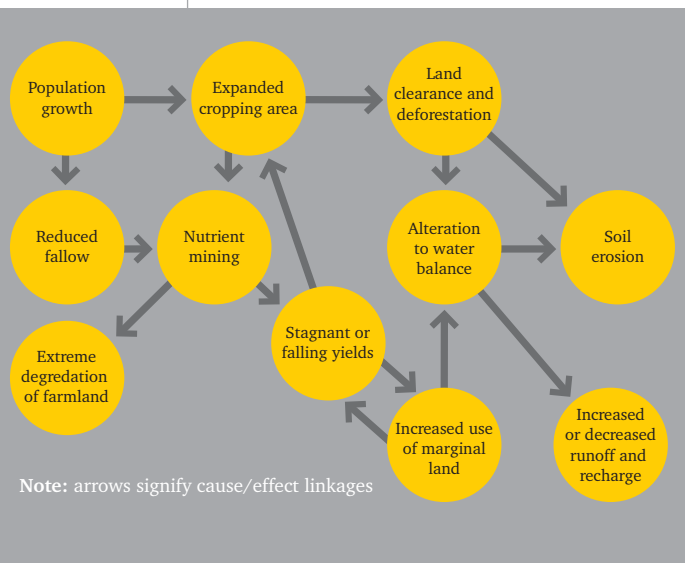 Population
growth
Expanded
cropping area
Land
clearance and
deforestation
Reduced
fallow
Nutrient
mining
Alteration
to water
balance
Soil
erosion
Stagnant or
falling yields
Extreme
degredation
of farmland
Increased use
of marginal
land
Increased
or decreased
runoff and
recharge
Note: arrows signify cause/effect linkages